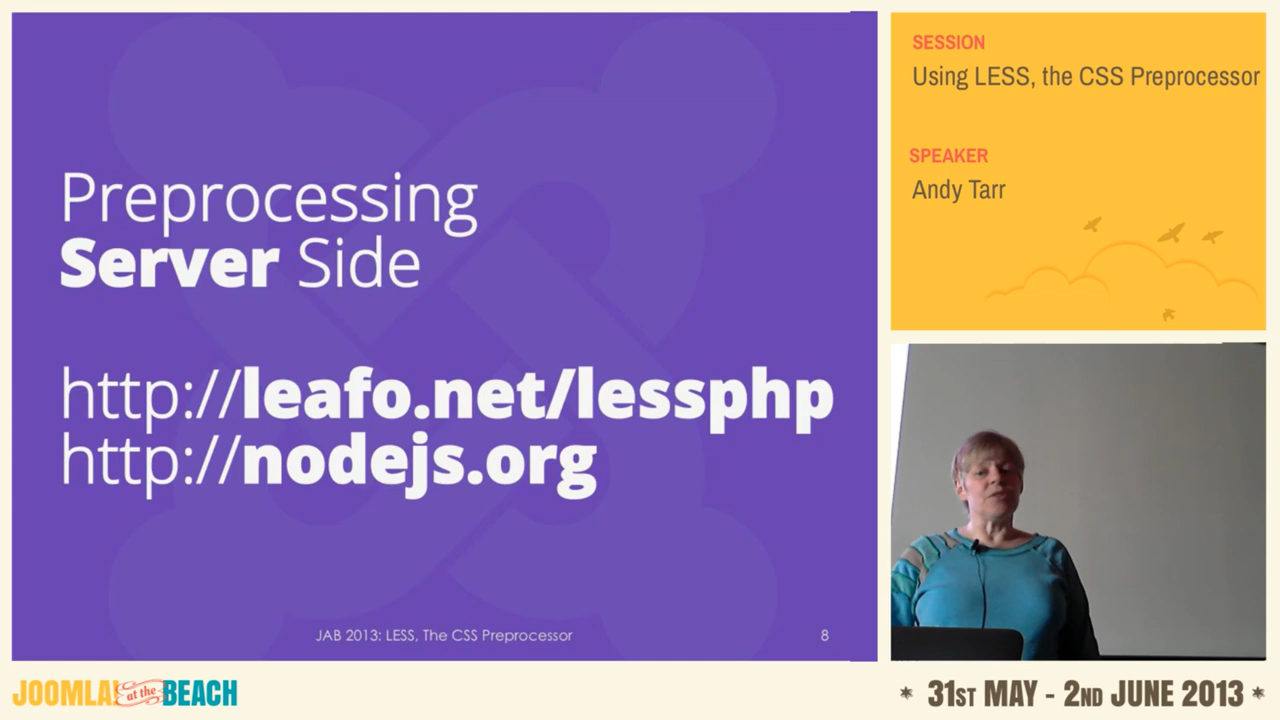 Preprocessing
Server Side
http://leafo.net/lessphp
http://nodejs.org
JAB 2013: LESS, The CSS Preprocessor
8
SESSION
Using LESS, the CSS Preprocessor
SPEAKER
Andy Tarr
JOOMLA! at the BEACH
* 31ST MAY - 2ND JUNE 2013 *